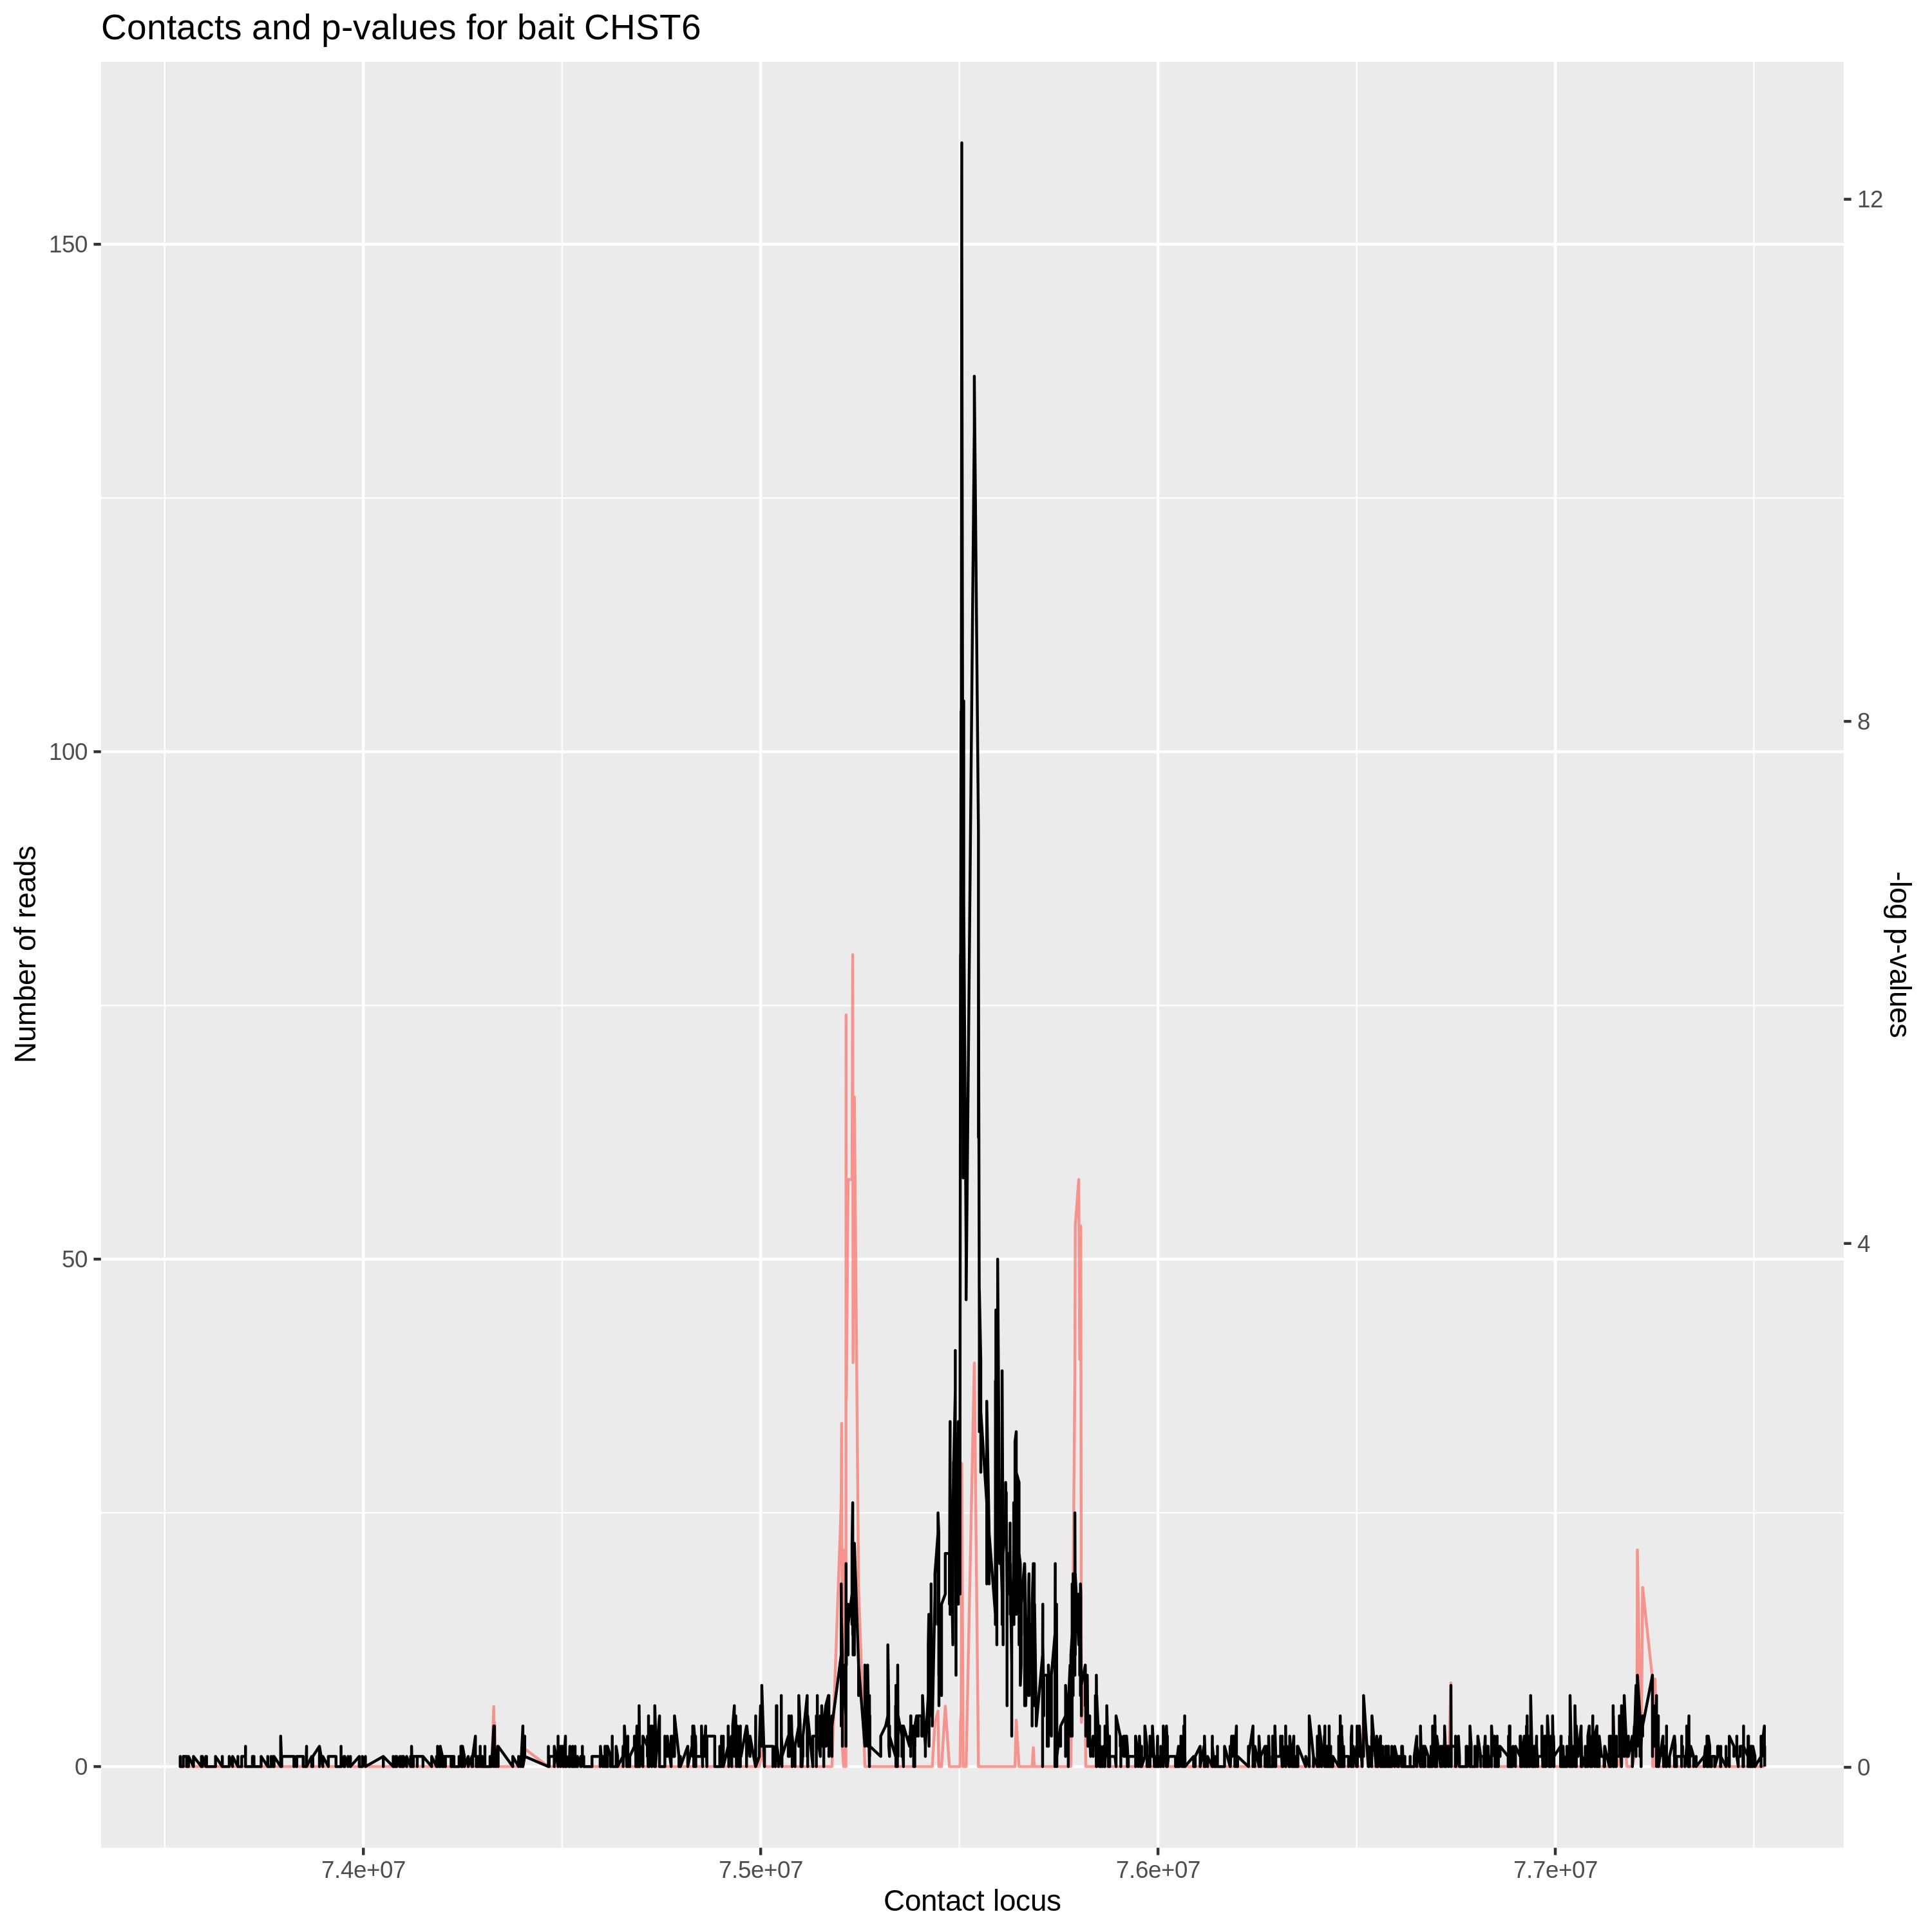 Contacts and p-values for bait CHST6
150
100
50
0
12
8
4
0
Number of reads
-log p-values
7.4e+07 7.5e+07 7.6e+07 7.7e+07
Contact locus